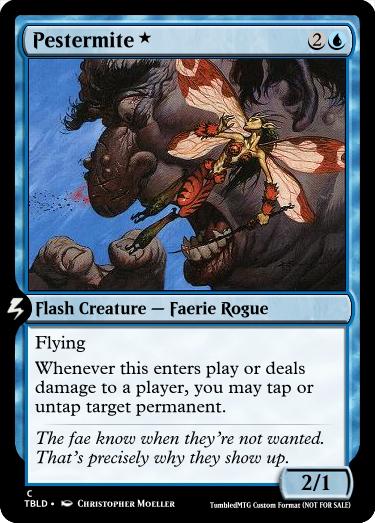 Pestermite ★ 2
Flash Creature — Faerie Rogue
Flying
Whenever this enters play or deals
damage to a player, you may tap or
untap target permanent.
The fae know when they're not wanted.
That's precisely why they show up.
2/1
C
TBLD • Christopher Moeller
TumbledMTG Custom Format (NOT FOR SALE)